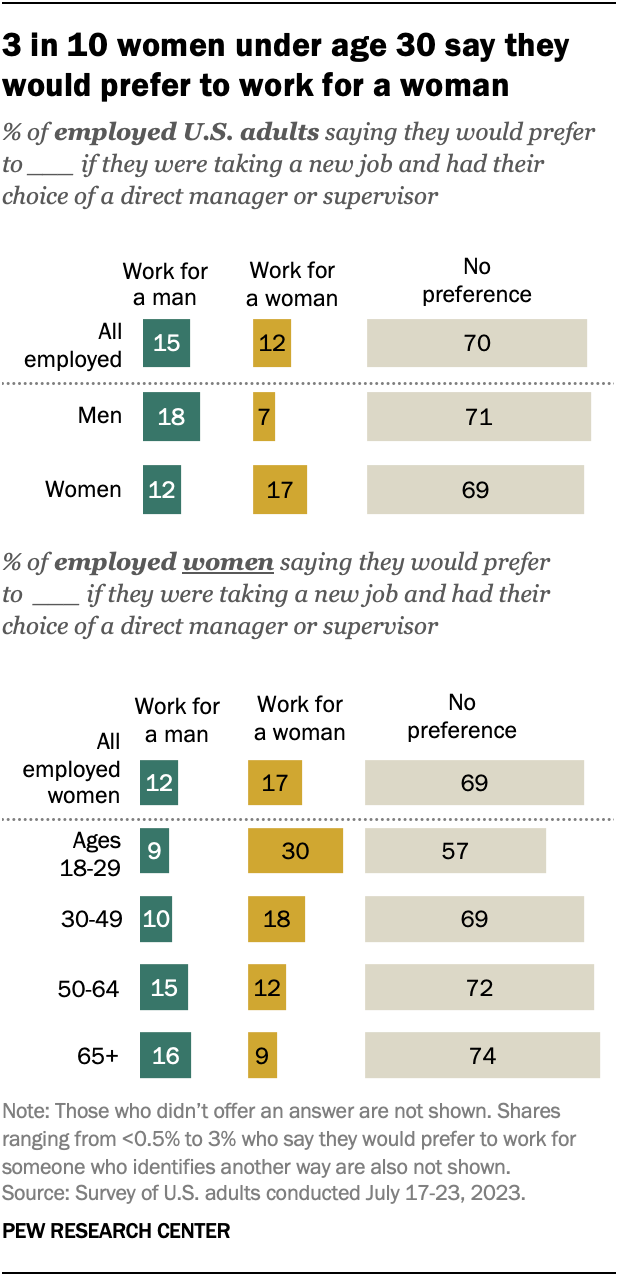 3 in 10 women under age 30 say they
would prefer to work for a woman
% of employed U.S. adults saying they would prefer
to ___ if they were taking a new job and had their
choice of a direct manager or supervisor
Work for
a man
Work for
a woman
No
preference
All
employed
15
12
70
Men
18
7
71
Women
12
17
69
% of employed women saying they would prefer
to ___ if they were taking a new job and had their
choice of a direct manager or supervisor
Work for
a man
Work for
a woman
No
preference
All
employed
women
12
17
69
Ages
18-29
9
30
57
30-49
10
18
69
50-64
15
12
72
65+
16
9
74
Note: Those who didn’t offer an answer are not shown. Shares
ranging from <0.5% to 3% who say they would prefer to work for
someone who identifies another way are also not shown.
Source: Survey of U.S. adults conducted July 17-23, 2023.
PEW RESEARCH CENTER